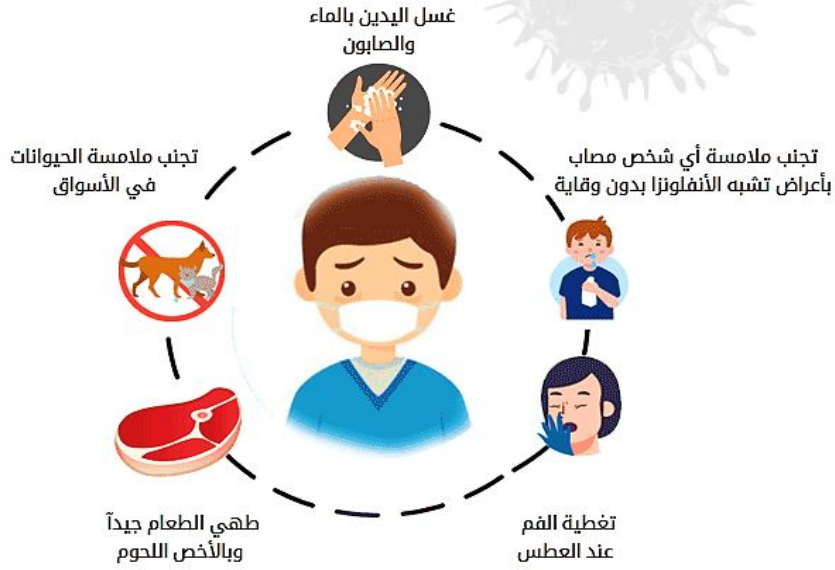 غسل اليدين بالماء
والصابون
تجنب ملامسة أي شخص مصاب
بأعراض تشبه الأنفلونزا بدون وقاية
تجنب ملامسة الحيوانات
في الأسواق
تغطية الفم
عند العطس
طهي الطعام جيدآ
وبالأخص اللحوم